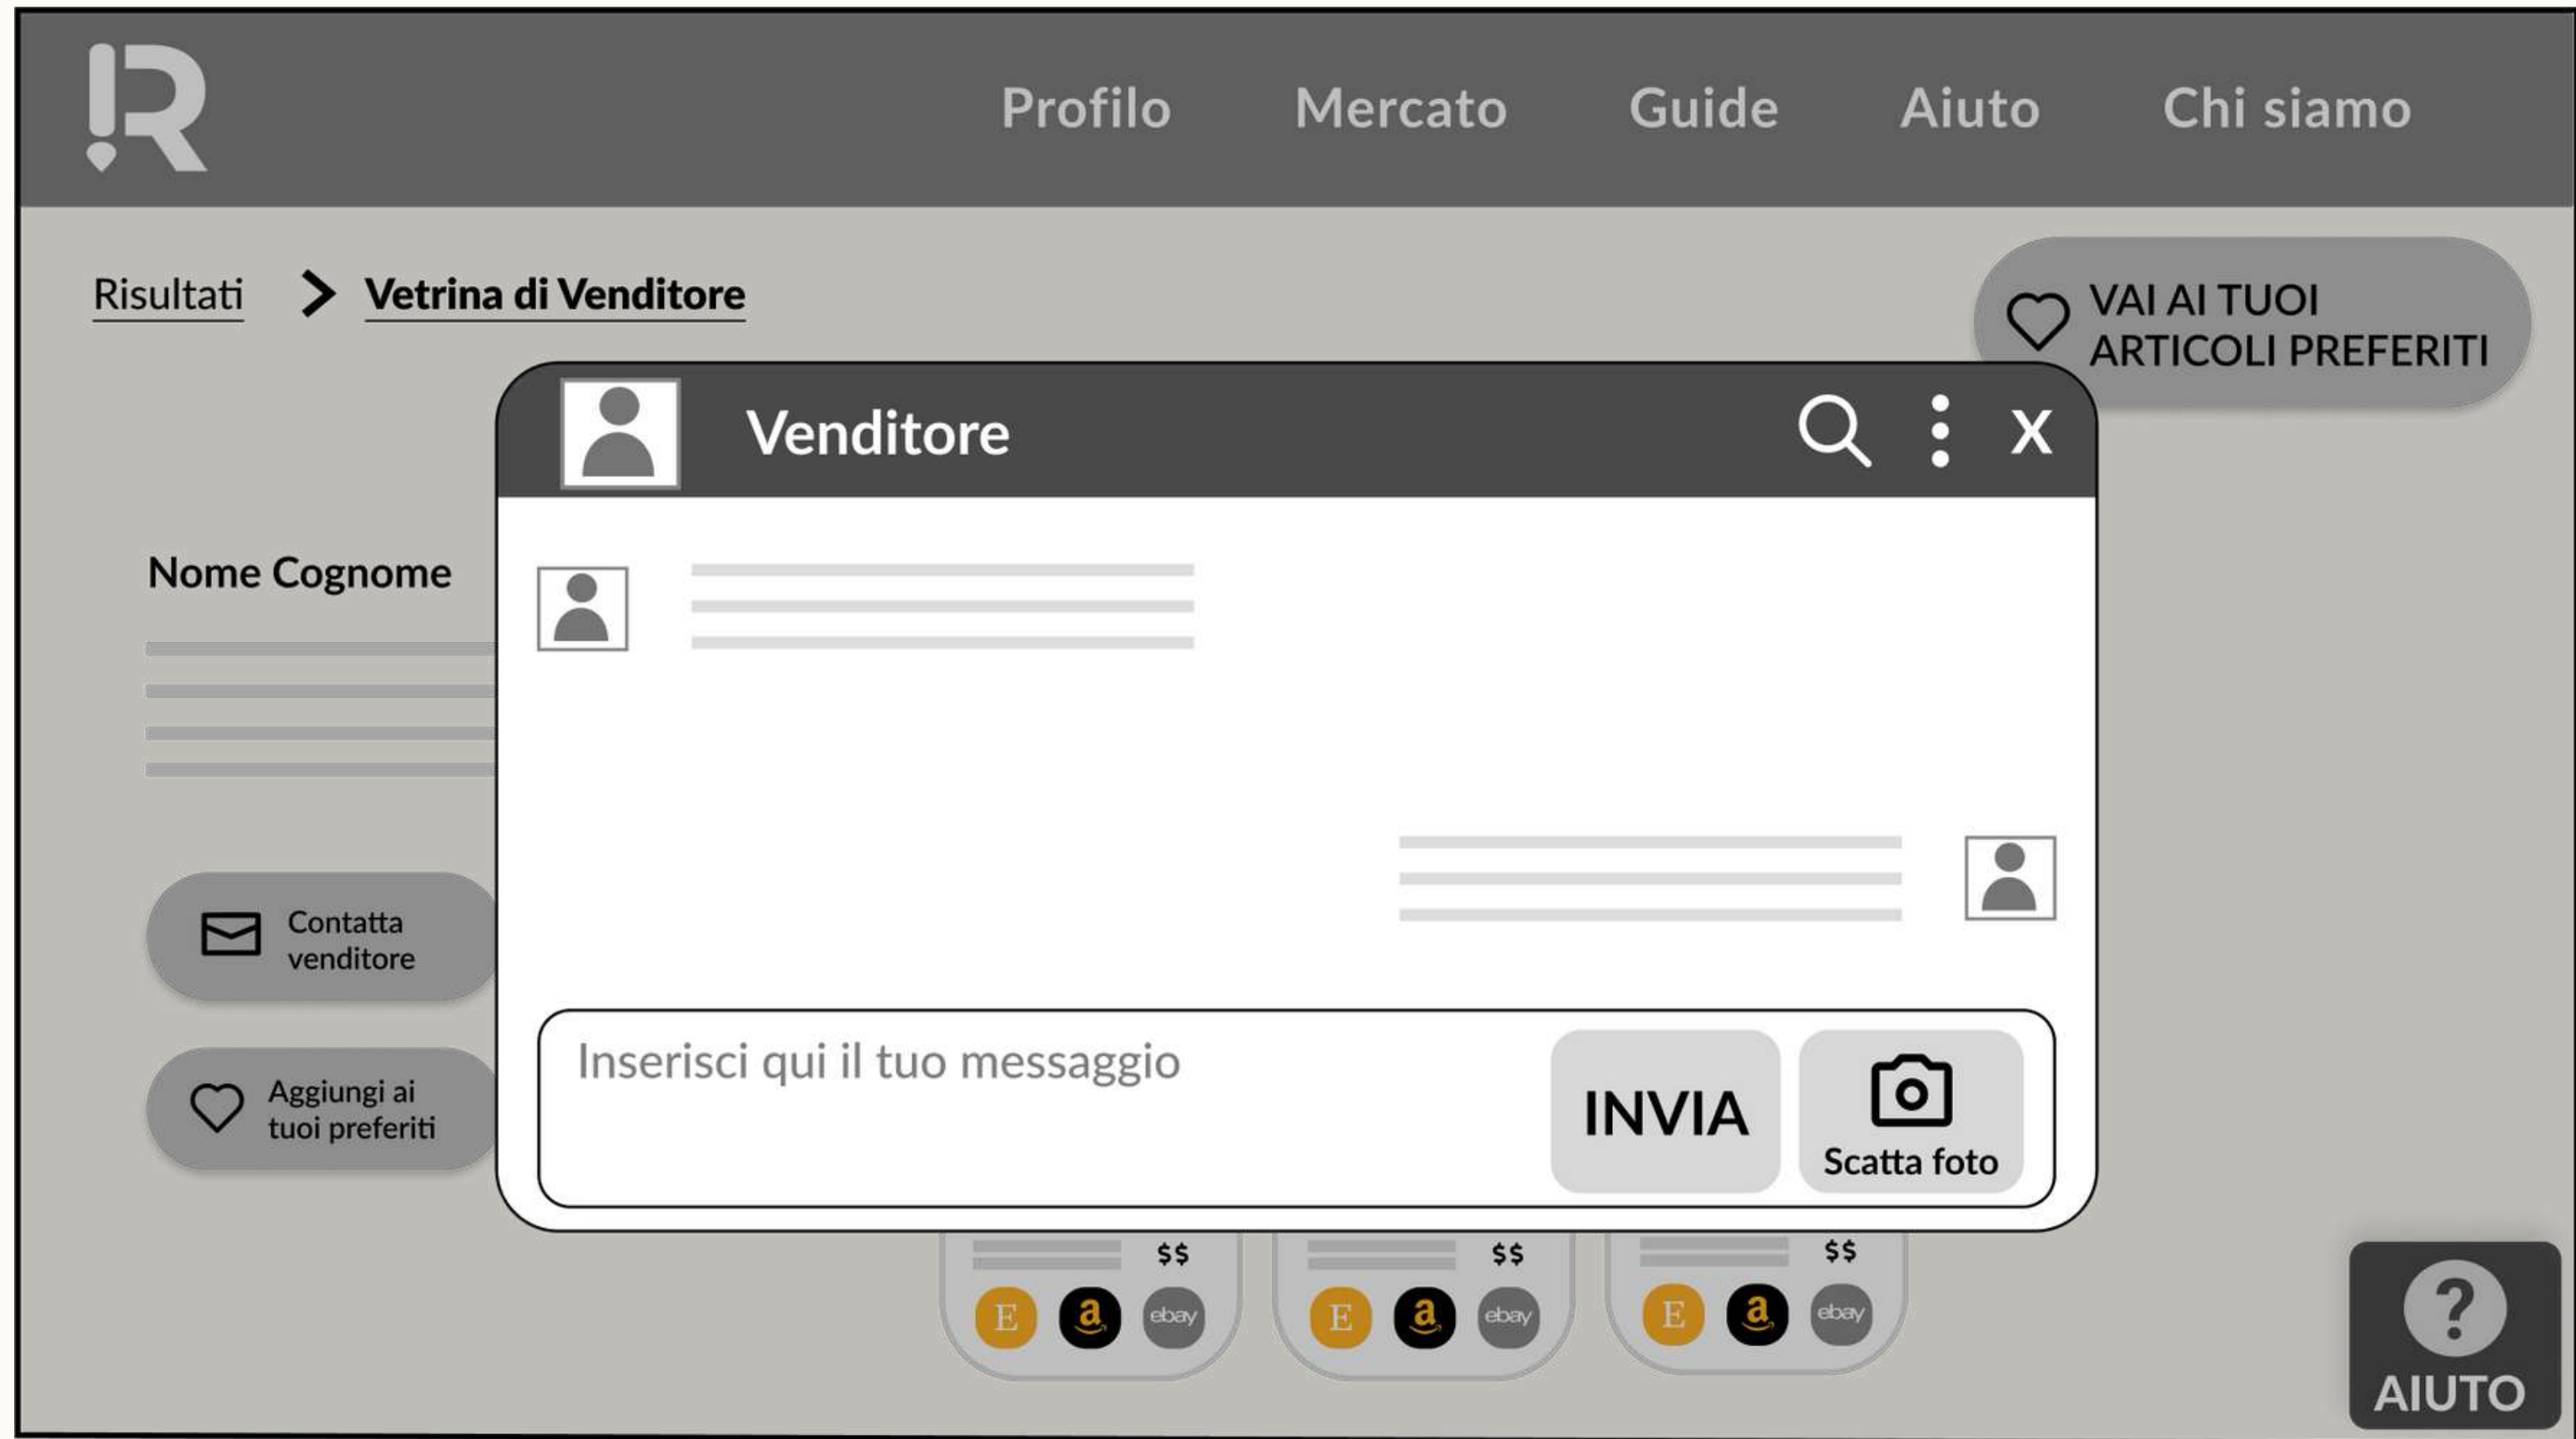 R
Profilo Mercato Guide Aiuto Chi siamo
Risultati > Vetrina di Venditore
VAI AI TUOI
ARTICOLI PREFERITI
Venditore X
Nome Cognome
Contatta
venditore
Aggiungi ai
tuoi preferiti
Inserisci qui il tuo messaggio
INVIA
Scatta foto
$$ $$ $$
E a ebay E a ebay E a ebay
?
AIUTO